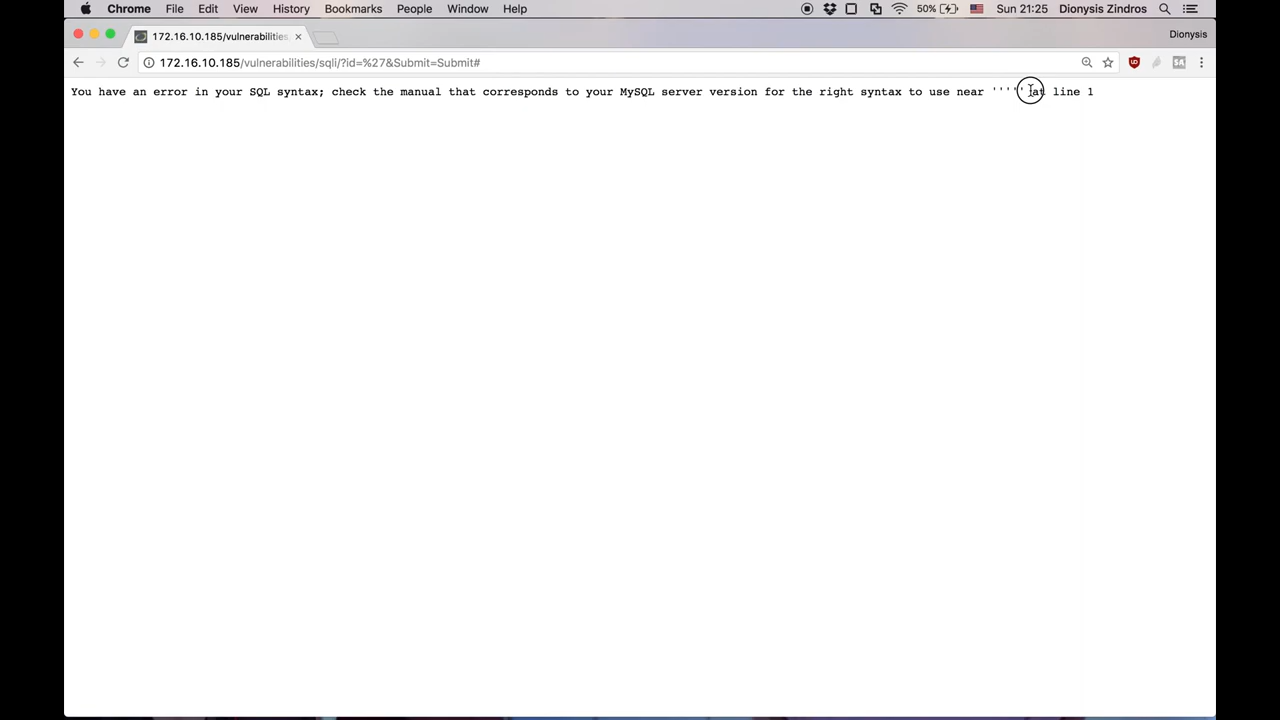 Chrome File Edit View History Bookmarks People Window Help 50% Sun 21:25 Dionysis Zindros
172.16.10.185/vulnerabilities Dionysis
172.16.10.185/vulnerabilities/sqli/?id=%27&Submit=Submit#
You have an error in your SQL syntax; check the manual that corresponds to your MySQL server version for the right syntax to use near ''''' at line 1